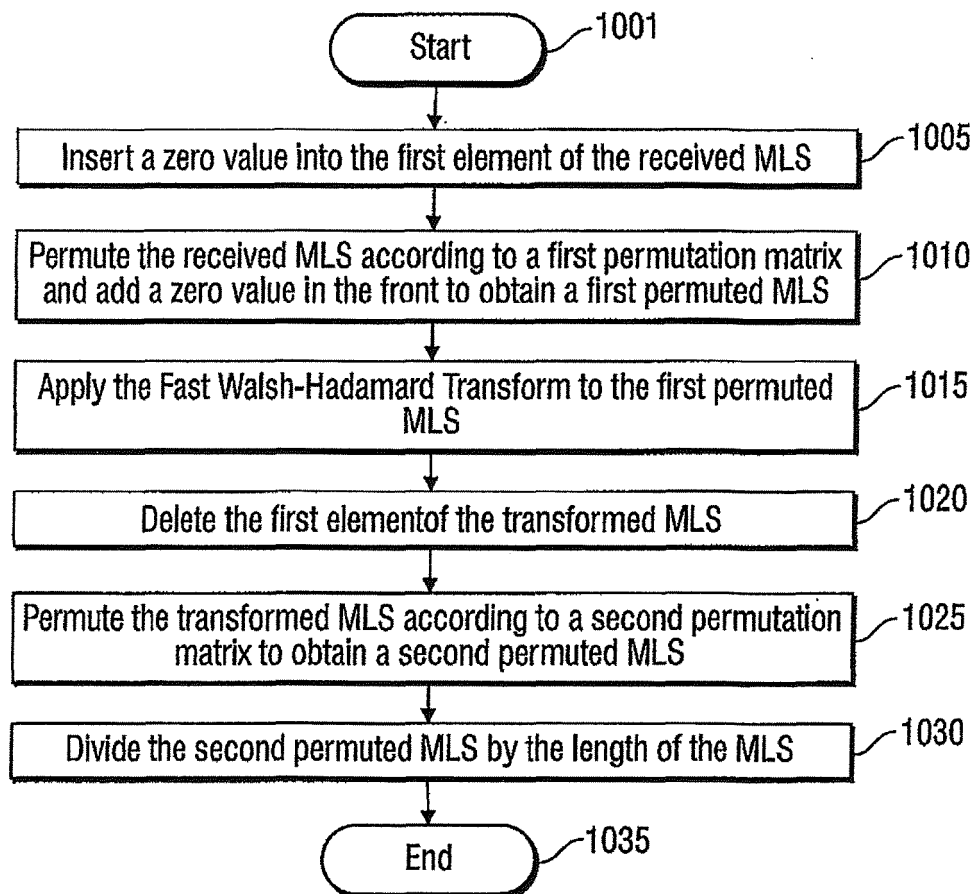 Start
1001
Insert a zero value into the first element of the received MLS
1005
Permute the received MLS according to a first permutation matrix
and add a zero value in the front to obtain a first permuted MLS
1010
Apply the Fast Walsh-Hadamard Transform to the first permuted
MLS
1015
Delete the first elementof the transformed MLS
1020
Permute the transformed MLS according to a second permutation
matrix to obtain a second permuted MLS
1025
Divide the second permuted MLS by the length of the MLS
1030
End
1035